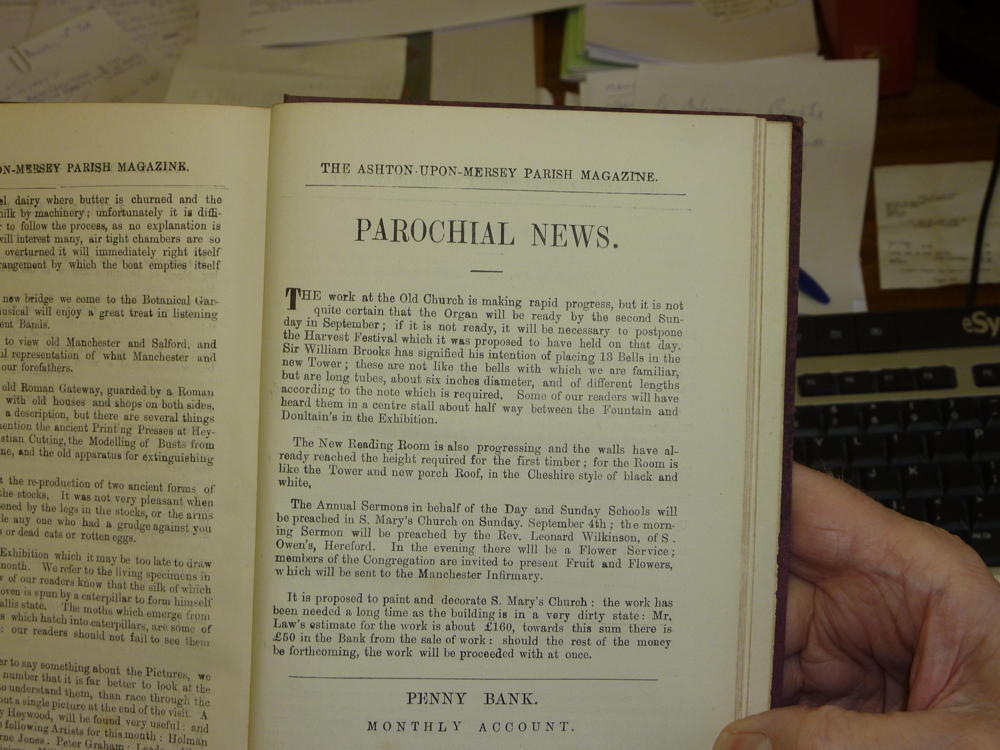 ON-MERSEY PARISH MAGAZINE.
el dairy where butter is churned and the
milk by machinery; unfortunately it is diffi-
r to follow the process, as no explanation is
will interest many, air tight chambers are so
overturned it will immediately right itself
rangement by which the boat empties itself
new bridge we come to the Botanical Gar-
musical will enjoy a great treat in listening
ent Bands.
to view old Manchester and Salford, and
ul representation of what Manchester and
our forefathers.
old Roman Gateway, guarded by a Roman
with old houses and shops on both sides,
a description, but there are several things
mention the ancient Printing Presses at Hey-
stian Cutting, the Modelling of Busts from
ne, and the old apparatus for extinguishing
t the re-production of two ancient forms of
the stocks. It was not very pleasant when
ened by the legs in the stocks, or the arms
le any one who had a grudge against you
s or dead cats or rotten eggs.
Exhibition which it may be too late to draw
month. We refer to the living specimens in
w of our readers know that the silk of which
oven is spun by a caterpillar to form himself
allis state. The moths which emerge from
s which hatch into caterpillars, are some of
: our readers should not fail to see them
er to say something about the Pictures, we
number that it is far better to look at the
to understand them, than race through the
out a single picture at the end of the visit. A
y Heywood, will be found very useful: and
following Artists for this month: Holman
rne Jones; Peter Graham;
THE ASHTON-UPON-MERSEY PARISH MAGAZINE.
PAROCHIAL NEWS.
THE work at the Old Church is making rapid progress, but it is not
quite certain that the Organ will be ready by the second Sun-
day in September; if it is not ready, it will be necessary to postpone
the Harvest Festival which it was proposed to have held on that day.
Sir William Brooks has signified his intention of placing 13 Bells in the
new Tower; these are not like the bells with which we are familiar,
but are long tubes, about six inches diameter, and of different lengths
according to the note which is required. Some of our readers will have
heard them in a centre stall about half way between the Fountain and
Doultain's in the Exhibition.
The New Reading Room is also progressing and the walls have al-
ready reached the height required for the first timber; for the Room is
like the Tower and new porch Roof, in the Cheshire style of black and
white,
The Annual Sermons in behalf of the Day and Sunday Schools will
be preached in S. Mary's Church on Sunday. September 4th; the morn-
ing Sermon will be preached by the Rev. Leonard Wilkinson, of S.
Owen's, Hereford. In the evening there will be a Flower Service;
members of the Congregation are invited to present Fruit and Flowers,
which will be sent to the Manchester Infirmary.
It is proposed to paint and decorate S. Mary's Church: the work has
been needed a long time as the building is in a very dirty state: Mr.
Law's estimate for the work is about £160, towards this sum there is
£50 in the Bank from the sale of work: should the rest of the money
be forthcoming, the work will be proceeded with at once.
PENNY BANK.
MONTHLY ACCOUNT.
eSy